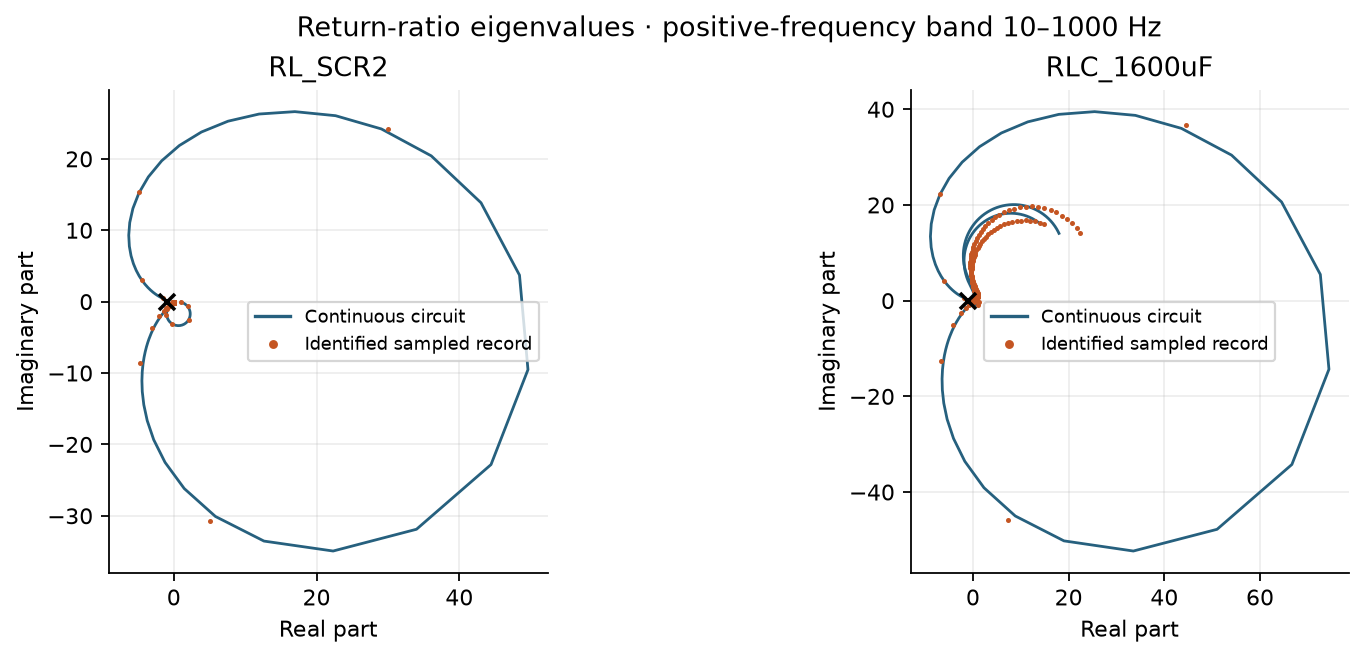 Return-ratio eigenvalues · positive-frequency band 10–1000 Hz
RL_SCR2
Imaginary part
20
10
0
−10
−20
−30
0
20
40
Real part
Continuous circuit
Identified sampled record
RLC_1600uF
Imaginary part
40
20
0
−20
−40
0
20
40
60
Real part
Continuous circuit
Identified sampled record